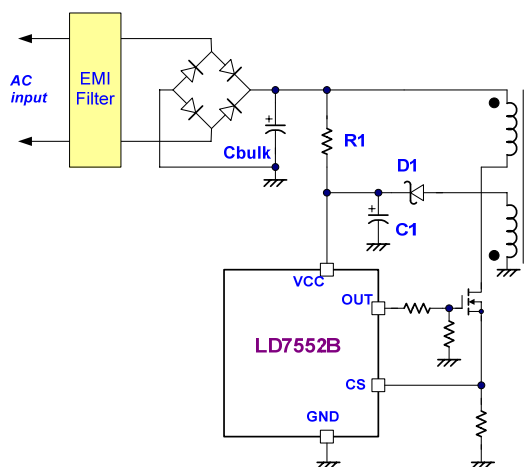 AC
input
EMI
Filter
Cbulk
+
R1
D1
+
C1
VCC
OUT
LD7552B
CS
GND